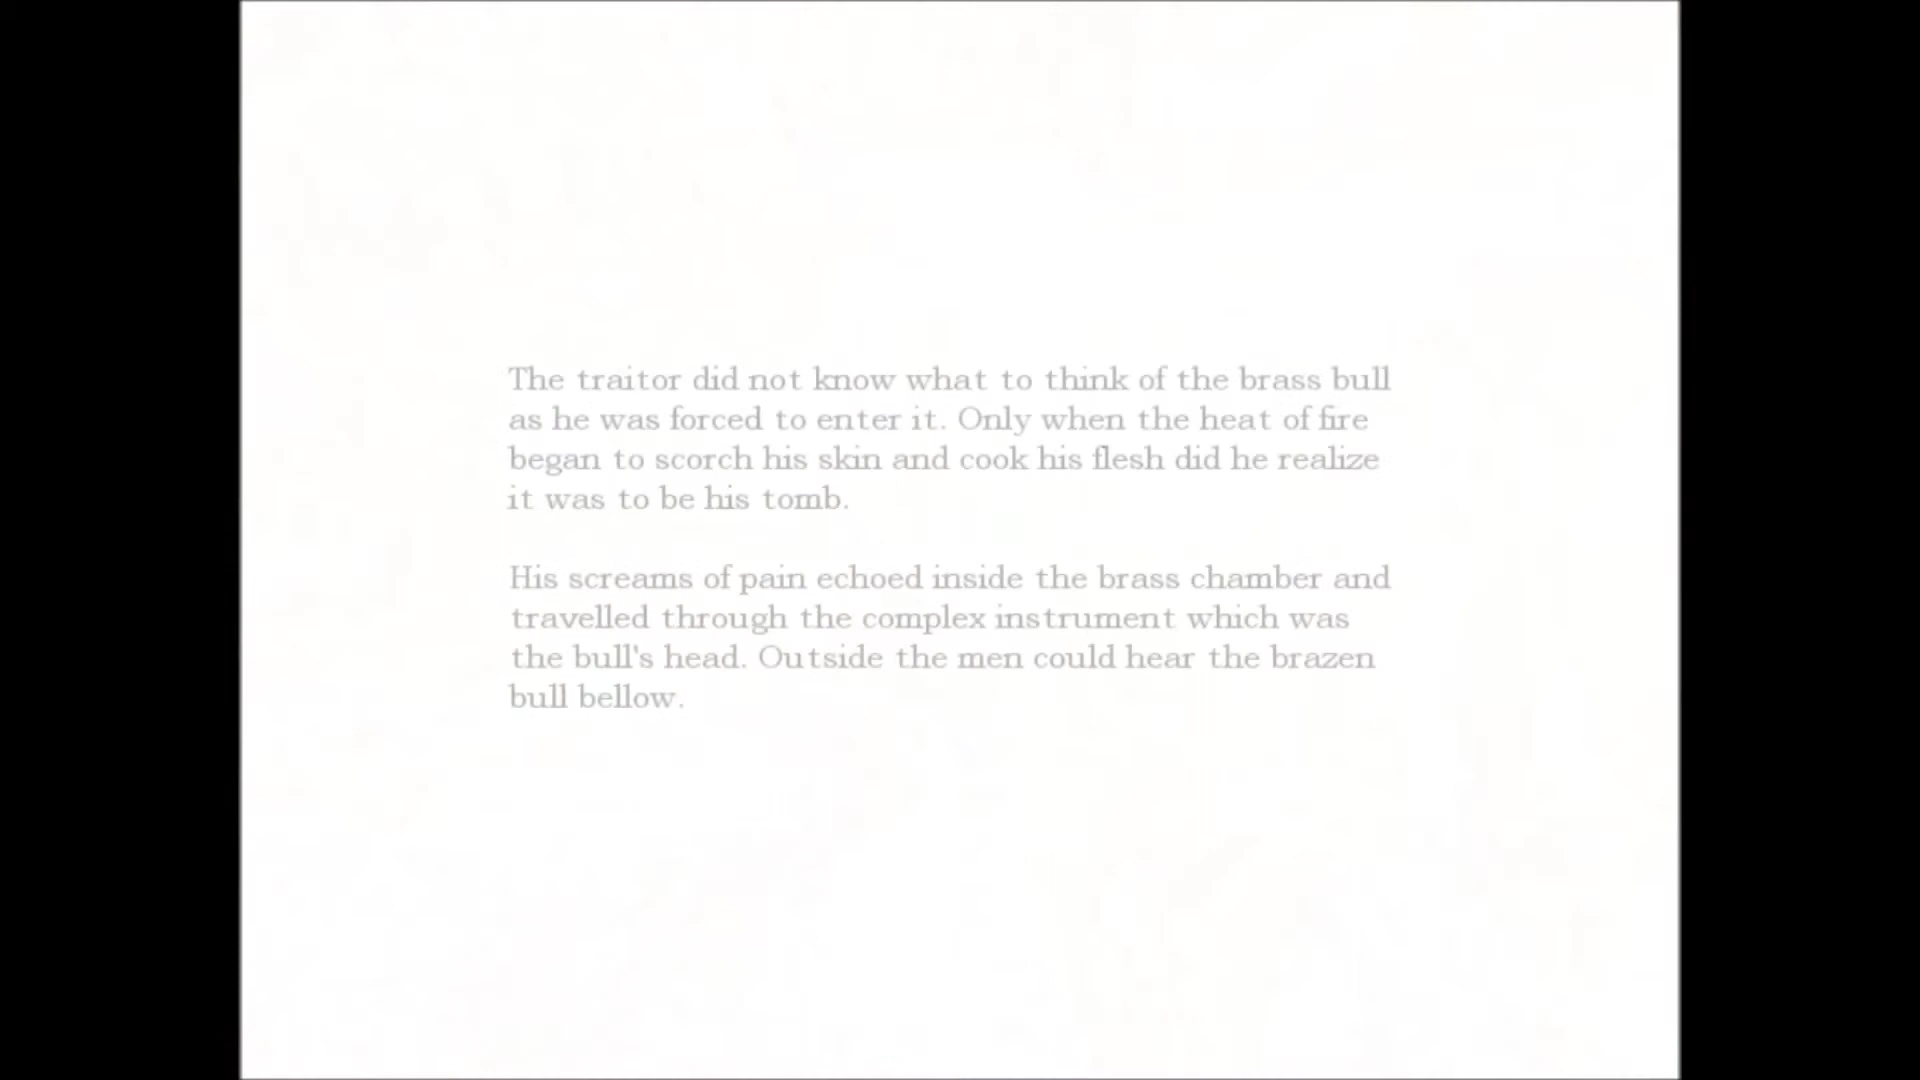 The traitor did not know what to think of the brass bull
as he was forced to enter it. Only when the heat of fire
began to scorch his skin and cook his flesh did he realize
it was to be his tomb.
His screams of pain echoed inside the brass chamber and
travelled through the complex instrument which was
the bull's head. Outside the men could hear the brazen
bull bellow.